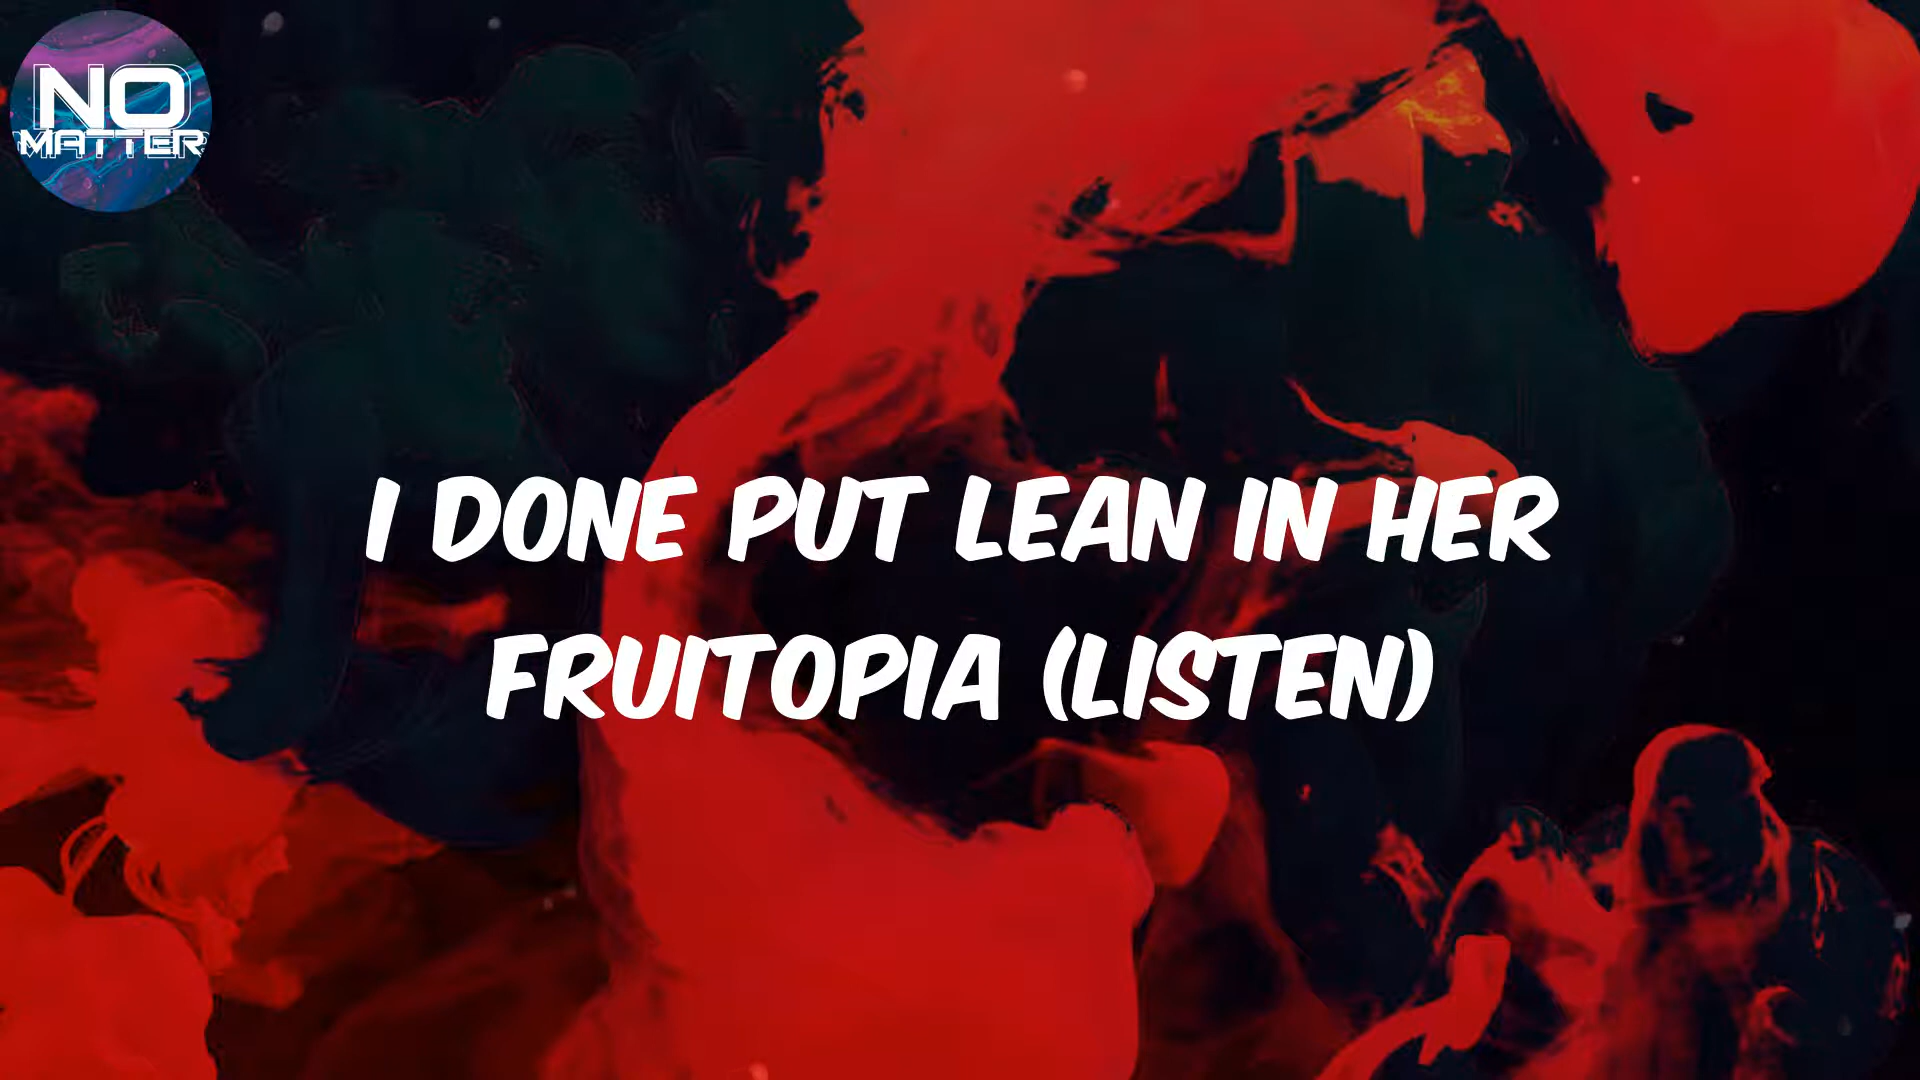 NO
MATTER
I DONE PUT LEAN IN HER
FRUITOPIA (LISTEN)